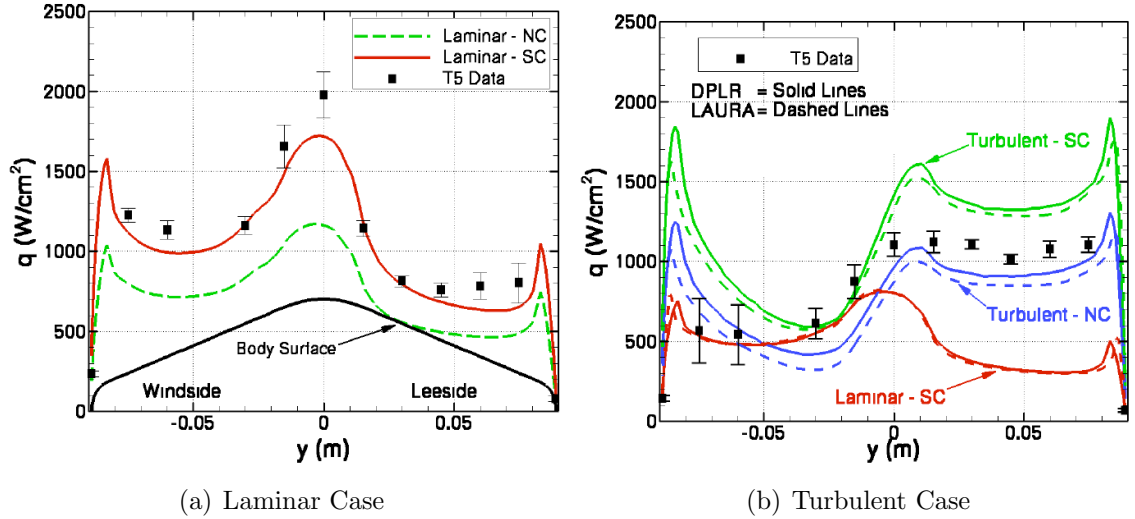 2500
2000
1500
1000
500
0
q (W/cm²)
Laminar - NC
Laminar - SC
T5 Data
Body Surface
Windside
Leeside
-0.05
0
0.05
y (m)
(a) Laminar Case
2500
2000
1500
1000
500
0
q (W/cm²)
T5 Data
DPLR = Solid Lines
LAURA= Dashed Lines
Turbulent - SC
Turbulent - NC
Laminar - SC
-0.05
0
0.05
y (m)
(b) Turbulent Case